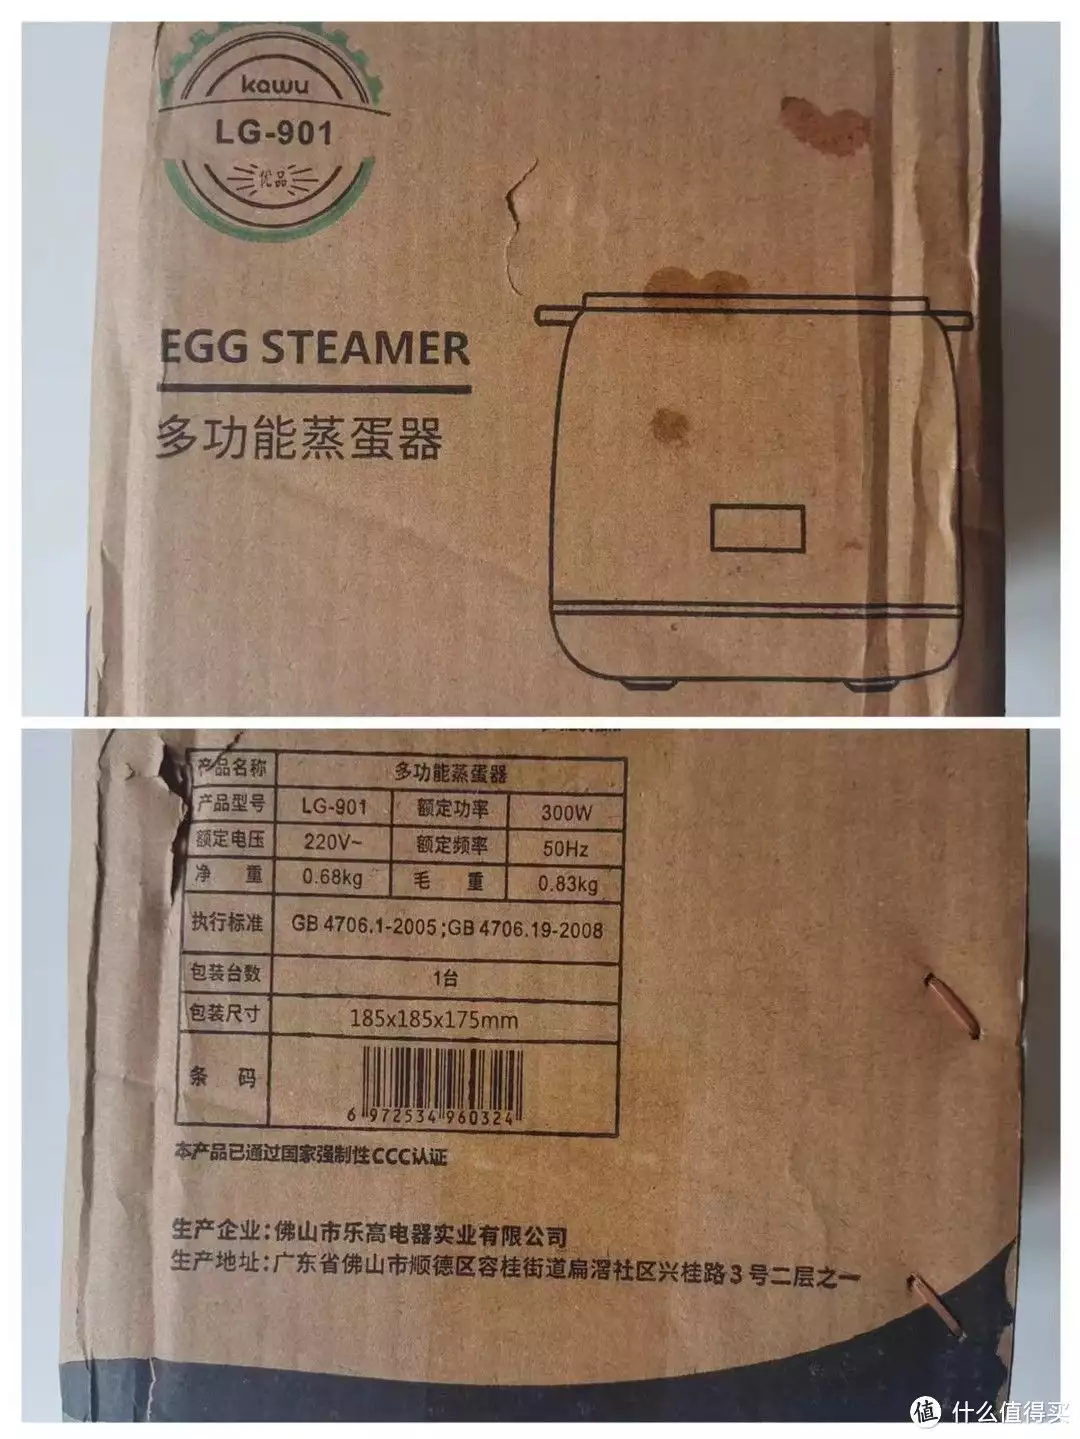 kawu
LG-901
优品
EGG STEAMER
多功能蒸蛋器
产品名称 多功能蒸蛋器
产品型号 LG-901 额定功率 300W
额定电压 220V~ 额定频率 50Hz
净 重 0.68kg 毛 重 0.83kg
执行标准 GB 4706.1-2005;GB 4706.19-2008
包装台数 1台
包装尺寸 185x185x175mm
条 码
6 972534 960324
本产品已通过国家强制性CCC认证
生产企业:佛山市乐高电器实业有限公司
生产地址:广东省佛山市顺德区容桂街道扁滘社区兴桂路3号二层之一
值 什么值得买